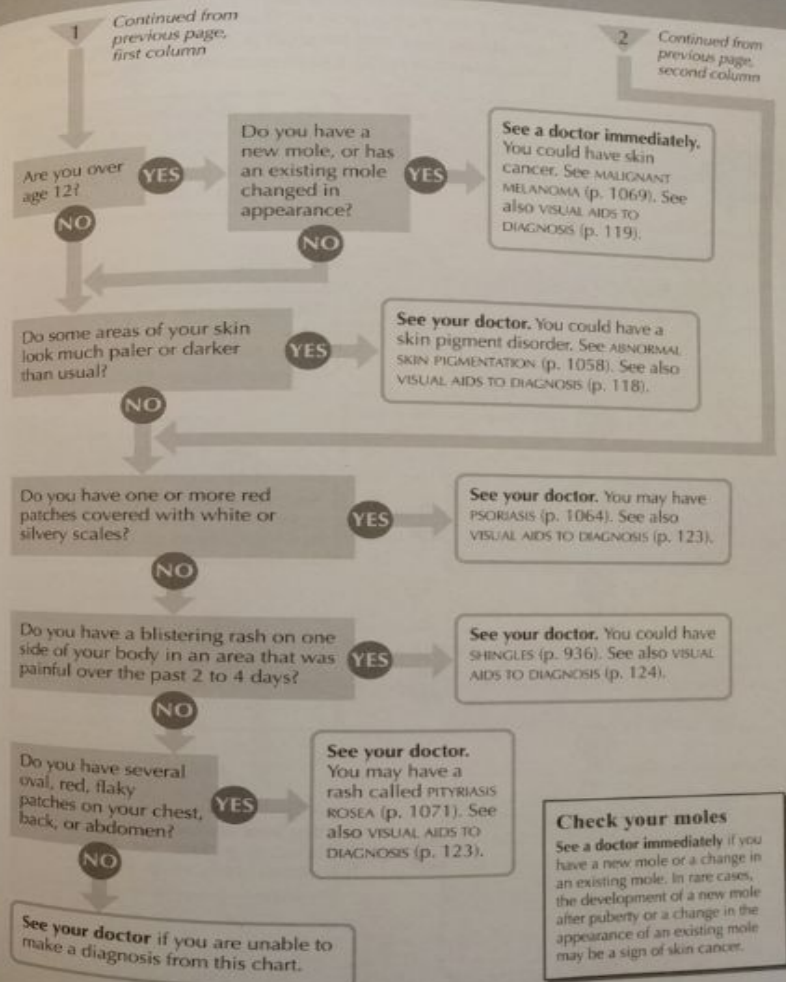 1
Continued from
previous page,
first column
2
Continued from
previous page,
second column
Are you over
age 12?
YES
NO
Do you have a
new mole, or has
an existing mole
changed in
appearance?
YES
NO
See a doctor immediately.
You could have skin
cancer. See MALIGNANT
MELANOMA (p. 1069). See
also VISUAL AIDS TO
DIAGNOSIS (p. 119).
Do some areas of your skin
look much paler or darker
than usual?
YES
NO
See your doctor. You could have a
skin pigment disorder. See ABNORMAL
SKIN PIGMENTATION (p. 1058). See also
VISUAL AIDS TO DIAGNOSIS (p. 118).
Do you have one or more red
patches covered with white or
silvery scales?
YES
NO
See your doctor. You may have
PSORIASIS (p. 1064). See also
VISUAL AIDS TO DIAGNOSIS (p. 123).
Do you have a blistering rash on one
side of your body in an area that was
painful over the past 2 to 4 days?
YES
NO
See your doctor. You could have
SHINGLES (p. 936). See also VISUAL
AIDS TO DIAGNOSIS (p. 124).
Do you have several
oval, red, flaky
patches on your chest,
back, or abdomen?
YES
NO
See your doctor.
You may have a
rash called PITYRIASIS
ROSEA (p. 1071). See
also VISUAL AIDS TO
DIAGNOSIS (p. 123).
See your doctor if you are unable to
make a diagnosis from this chart.
Check your moles
See a doctor immediately if you
have a new mole or a change in
an existing mole. In rare cases,
the development of a new mole
after puberty or a change in the
appearance of an existing mole
may be a sign of skin cancer.